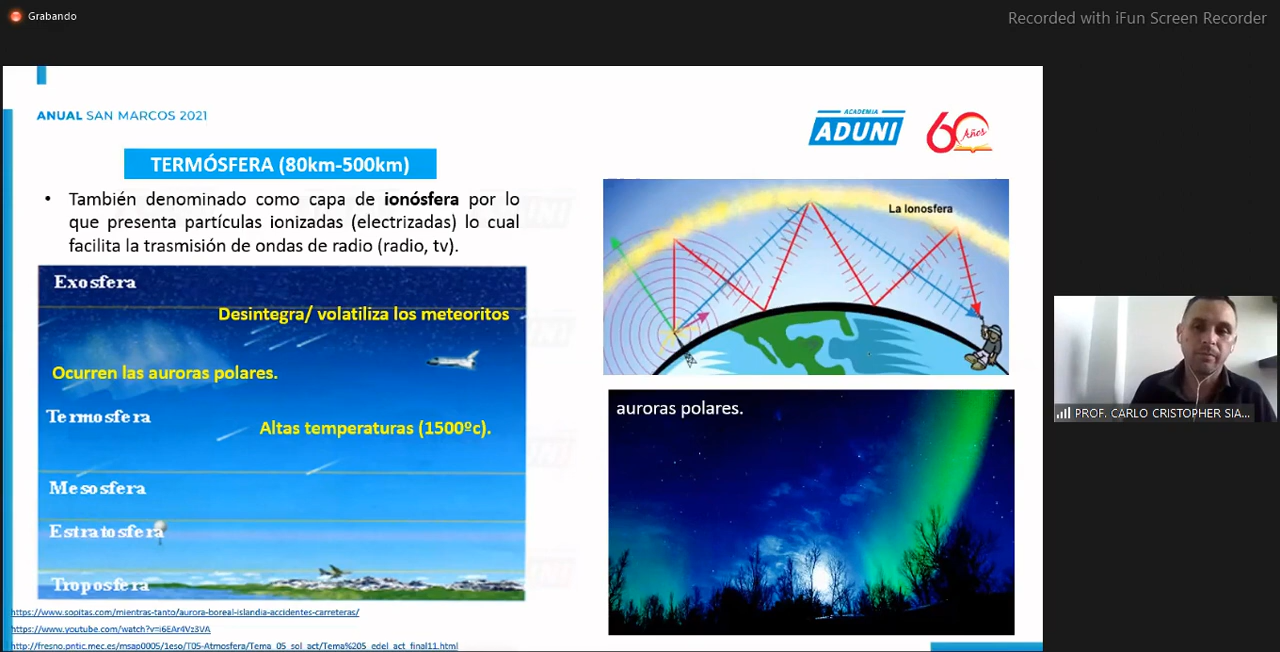 Grabando
Recorded with iFun Screen Recorder
ANUAL SAN MARCOS 2021
ACADEMIA
ADUNI
60 Años
TERMÓSFERA (80km-500km)
• También denominado como capa de ionósfera por lo
que presenta partículas ionizadas (electrizadas) lo cual
facilita la trasmisión de ondas de radio (radio, tv).
La Ionosfera
Exosfera
Desintegra/ volatiliza los meteoritos
Ocurren las auroras polares.
Termosfera
Altas temperaturas (1500ºc).
Mesosfera
Estratosfera
Troposfera
auroras polares.
PROF. CARLO CRISTOPHER SIA...
https://www.sopitas.com/mientras-tanto/aurora-boreal-islandia-accidentes-carreteras/
https://www.youtube.com/watch?v=i6EAr4Vz3VA
http://fresno.pntic.mec.es/msap0005/1eso/T05-Atmosfera/Tema_05_sol_act/Tema%205_edel_act_final11.html